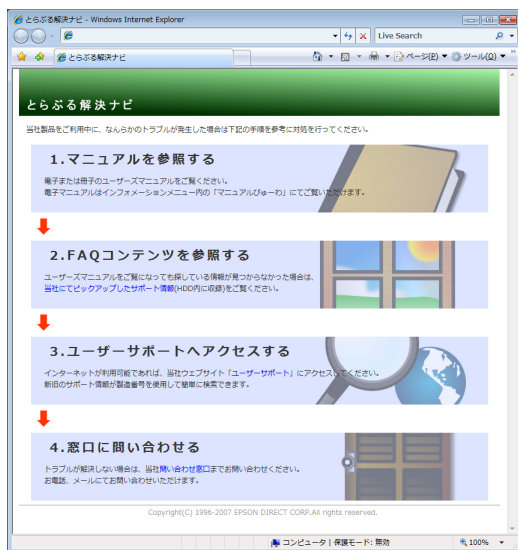 とらぶる解決ナビ - Windows Internet Explorer
Live Search
とらぶる解決ナビ
ページ(P)
ツール(O)
とらぶる解決ナビ
当社製品をご利用中に、なんらかのトラブルが発生した場合は下記の手順を参考に対処を行ってください。
1.マニュアルを参照する
電子または冊子のユーザーズマニュアルをご覧ください。
電子マニュアルはインフォメーションメニュー内の「マニュアルびゅーわ」にてご覧いただけます。
2.FAQコンテンツを参照する
ユーザーズマニュアルをご覧になっても探している情報が見つからなかった場合は、
当社にてピックアップしたサポート情報(HDD内に収録)をご覧ください。
3.ユーザーサポートへアクセスする
インターネットが利用可能であれば、当社ウェブサイト「ユーザーサポート」にアクセスしてください。
新旧のサポート情報が製造番号を使用して簡単に検索できます。
4.窓口に問い合わせる
トラブルが解決しない場合は、当社問い合わせ窓口までお問い合わせください。
お電話、メールにてお問い合わせいただけます。
Copyright(C) 1996-2007 EPSON DIRECT CORP.All rights reserved.
コンピュータ | 保護モード: 無効
100%